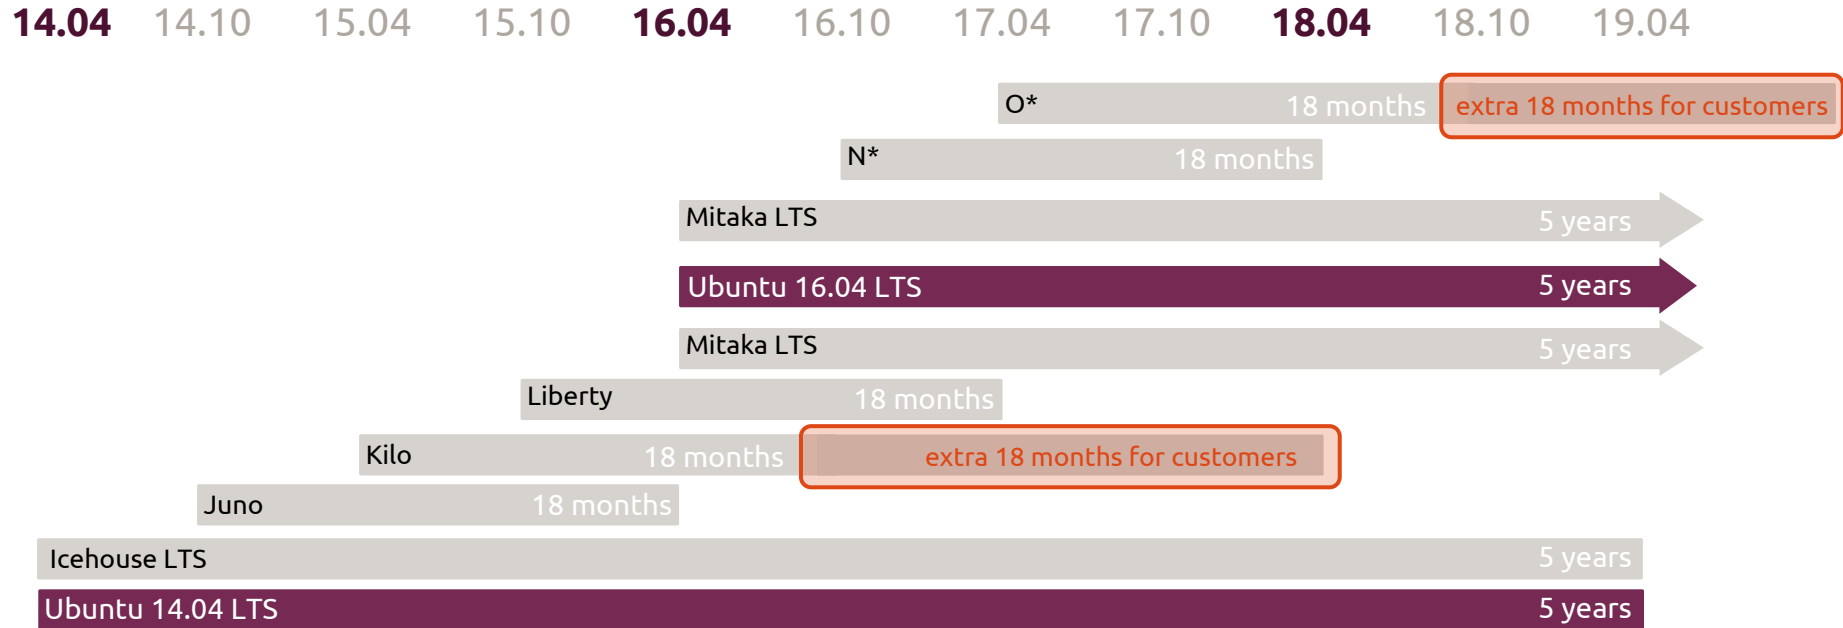 14.04 14.10 15.04 15.10 16.04 16.10 17.04 17.10 18.04 18.10 19.04
O* 18 months extra 18 months for customers
N* 18 months
Mitaka LTS 5 years
Ubuntu 16.04 LTS 5 years
Mitaka LTS 5 years
Liberty 18 months
Kilo 18 months extra 18 months for customers
Juno 18 months
Icehouse LTS 5 years
Ubuntu 14.04 LTS 5 years